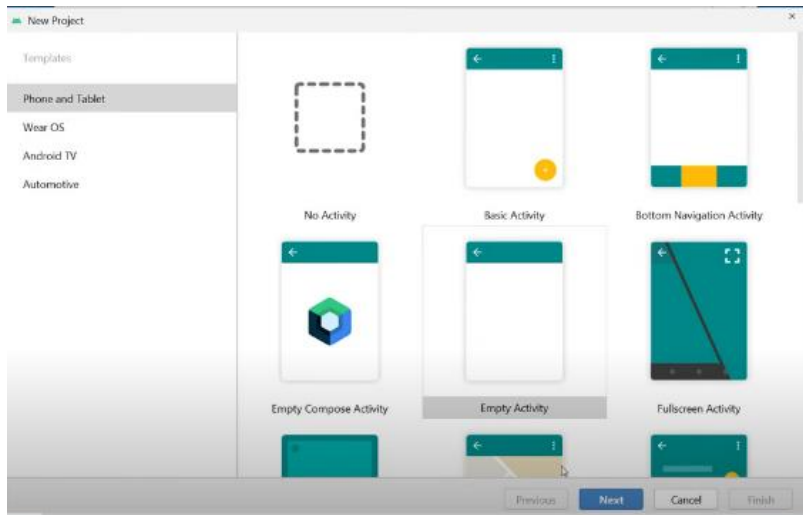 New Project
Templates
Phone and Tablet
Wear OS
Android TV
Automotive
No Activity
Basic Activity
Bottom Navigation Activity
Empty Compose Activity
Empty Activity
Fullscreen Activity
Previous
Next
Cancel
Finish